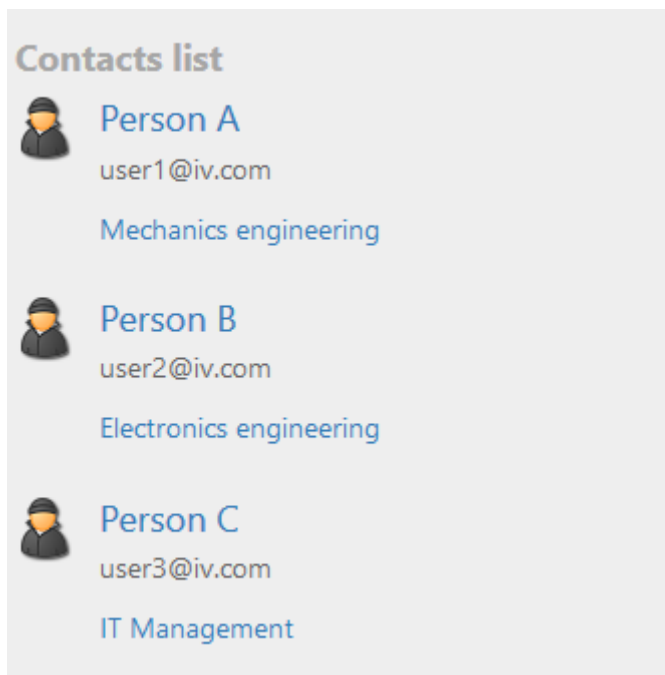 Contacts list
Person A
user1@iv.com
Mechanics engineering
Person B
user2@iv.com
Electronics engineering
Person C
user3@iv.com
IT Management